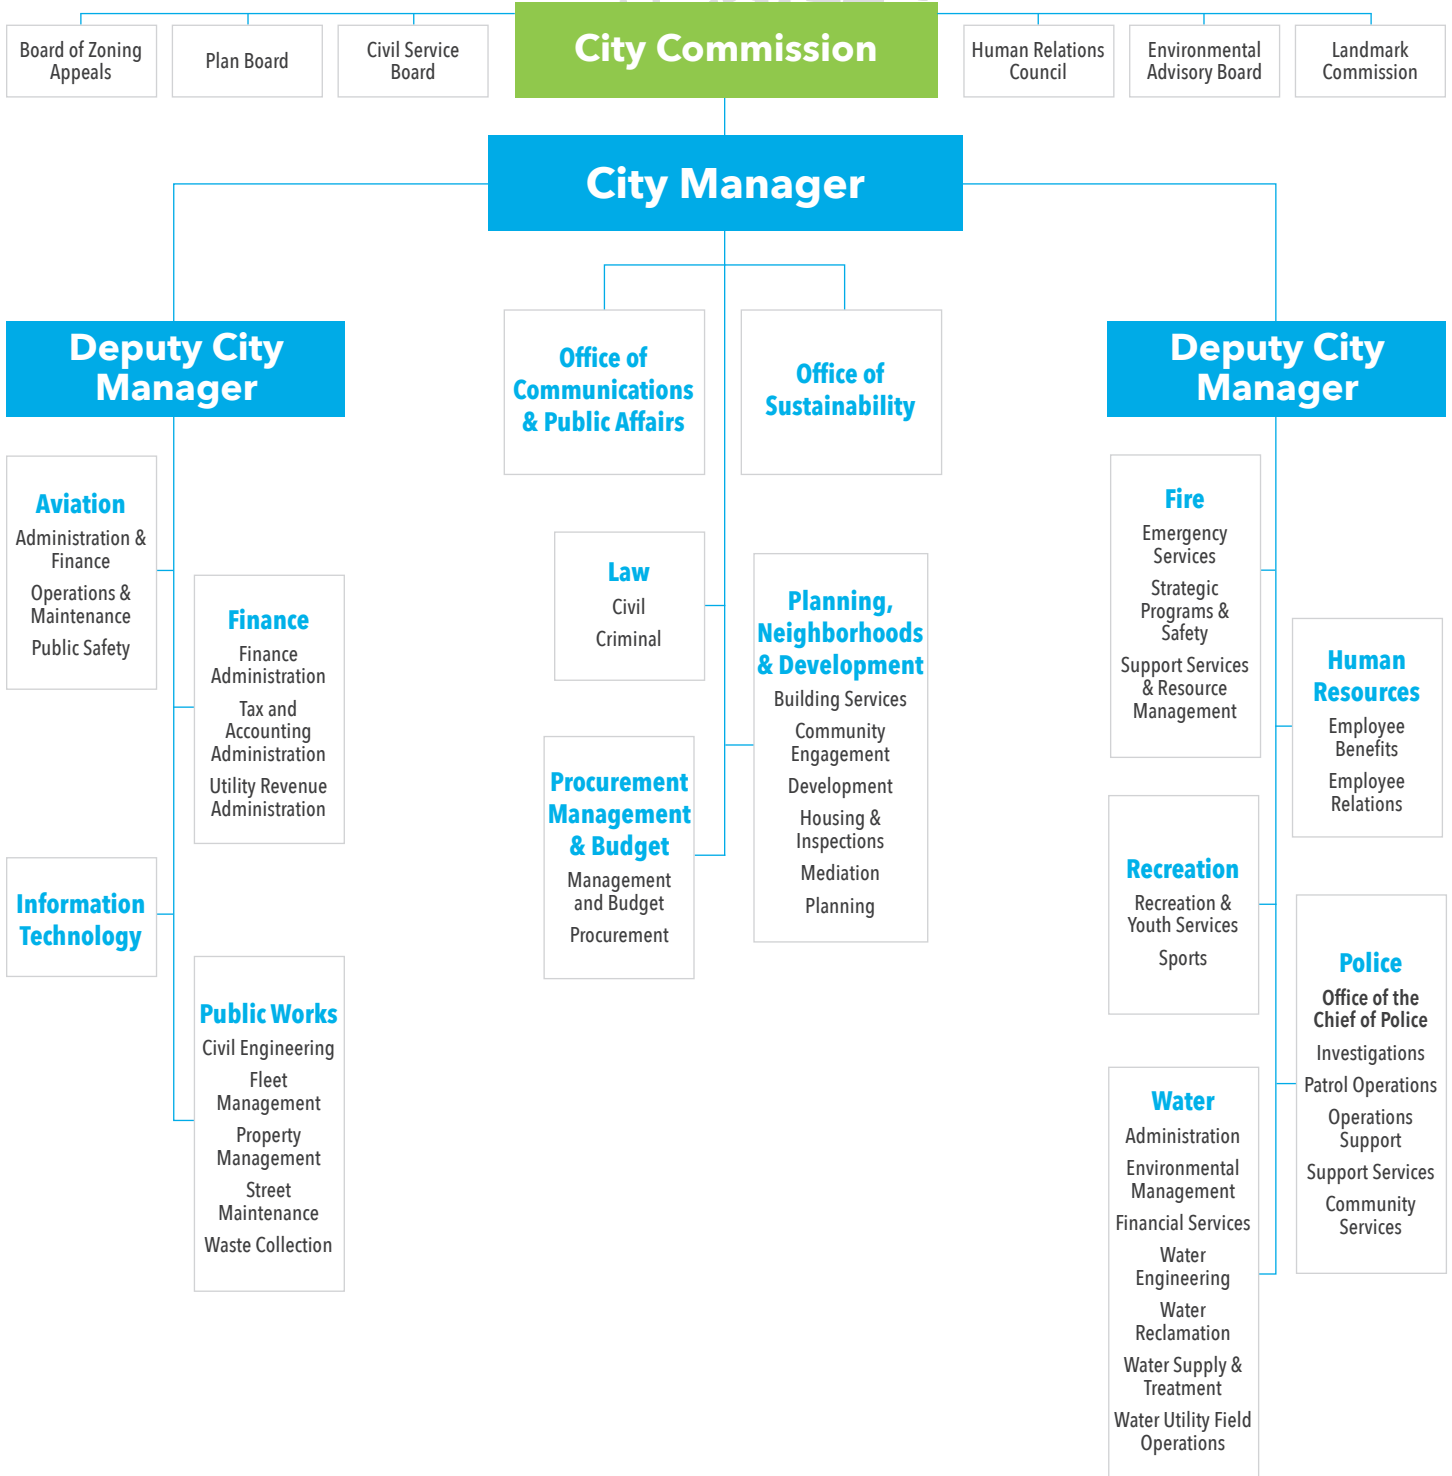 Board of Zoning
Appeals
Plan Board
Civil Service
Board
City Commission
Human Relations
Council
Environmental
Advisory Board
Landmark
Commission
City Manager
Deputy City
Manager
Office of
Communications
& Public Affairs
Office of
Sustainability
Deputy City
Manager
Aviation
Administration &
Finance
Operations &
Maintenance
Public Safety
Finance
Finance
Administration
Tax and
Accounting
Administration
Utility Revenue
Administration
Information
Technology
Public Works
Civil Engineering
Fleet
Management
Property
Management
Street
Maintenance
Waste Collection
Law
Civil
Criminal
Planning,
Neighborhoods
& Development
Building Services
Community
Engagement
Development
Housing &
Inspections
Mediation
Planning
Procurement
Management
& Budget
Management
and Budget
Procurement
Fire
Emergency
Services
Strategic
Programs &
Safety
Support Services
& Resource
Management
Human
Resources
Employee
Benefits
Employee
Relations
Recreation
Recreation &
Youth Services
Sports
Police
Office of the
Chief of Police
Investigations
Patrol Operations
Operations
Support
Support Services
Community
Services
Water
Administration
Environmental
Management
Financial Services
Water
Engineering
Water
Reclamation
Water Supply &
Treatment
Water Utility Field
Operations